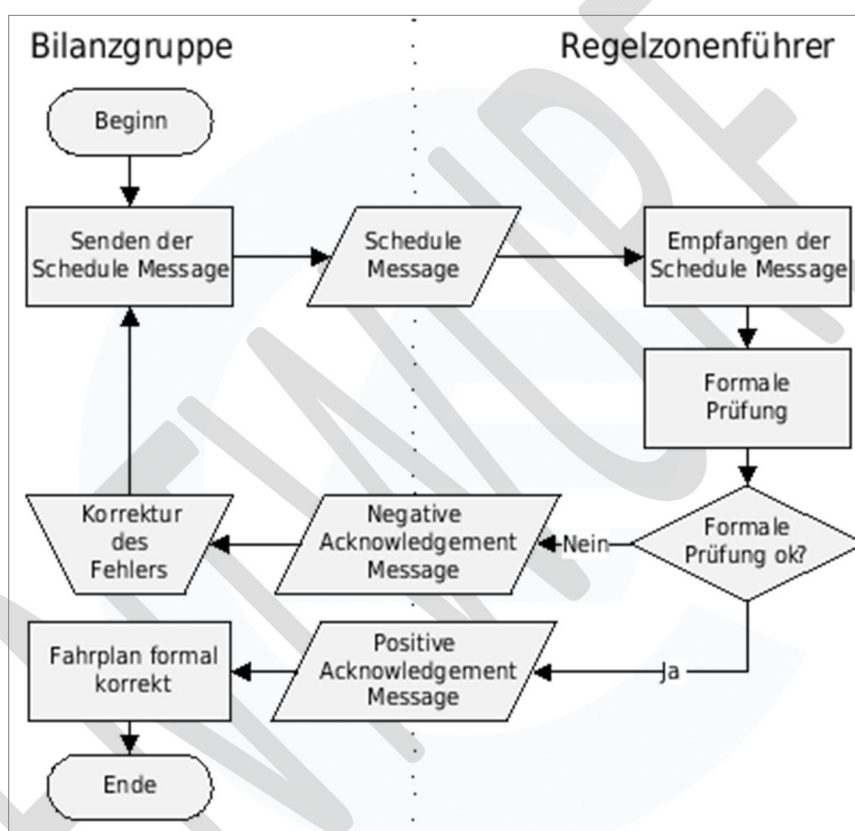 Bilanzgruppe
Regelzonenführer
Beginn
Senden der
Schedule Message
Schedule
Message
Empfangen der
Schedule Message
Formale
Prüfung
Formale
Prüfung ok?
Nein
Negative
Acknowledgement
Message
Korrektur
des
Fehlers
Ja
Positive
Acknowledgement
Message
Fahrplan formal
korrekt
Ende